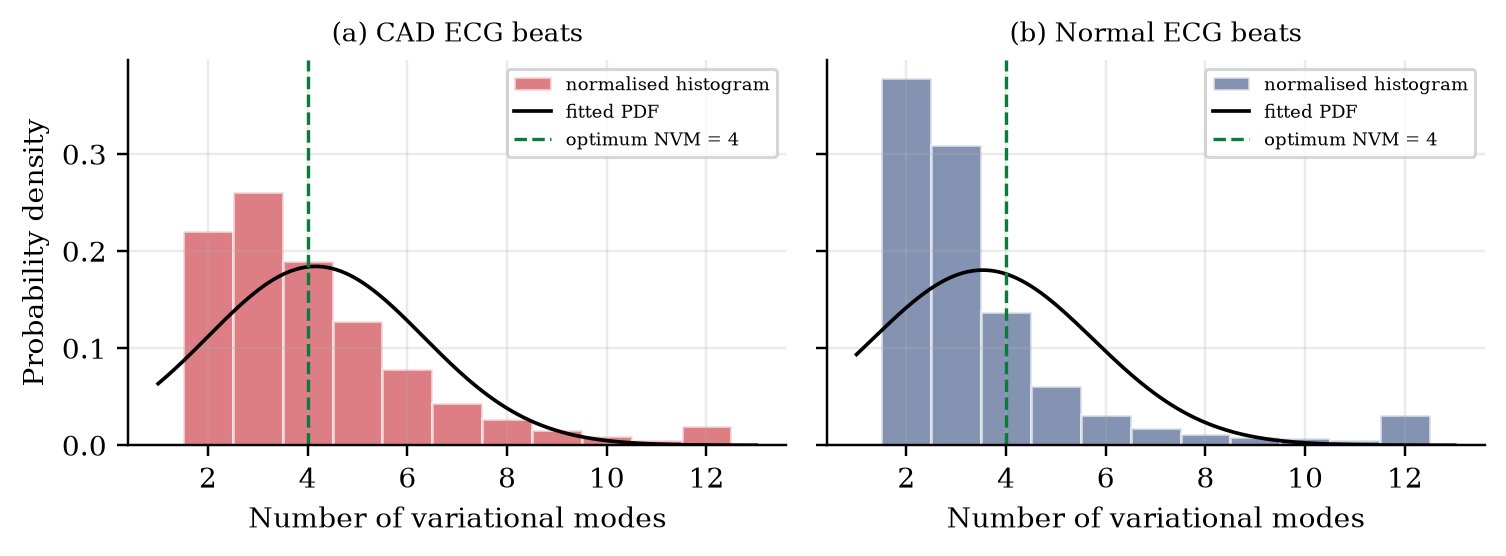 (a) CAD ECG beats
normalised histogram
fitted PDF
optimum NVM = 4
Probability density
0.3
0.2
0.1
0.0
2 4 6 8 10 12
Number of variational modes
(b) Normal ECG beats
normalised histogram
fitted PDF
optimum NVM = 4
2 4 6 8 10 12
Number of variational modes